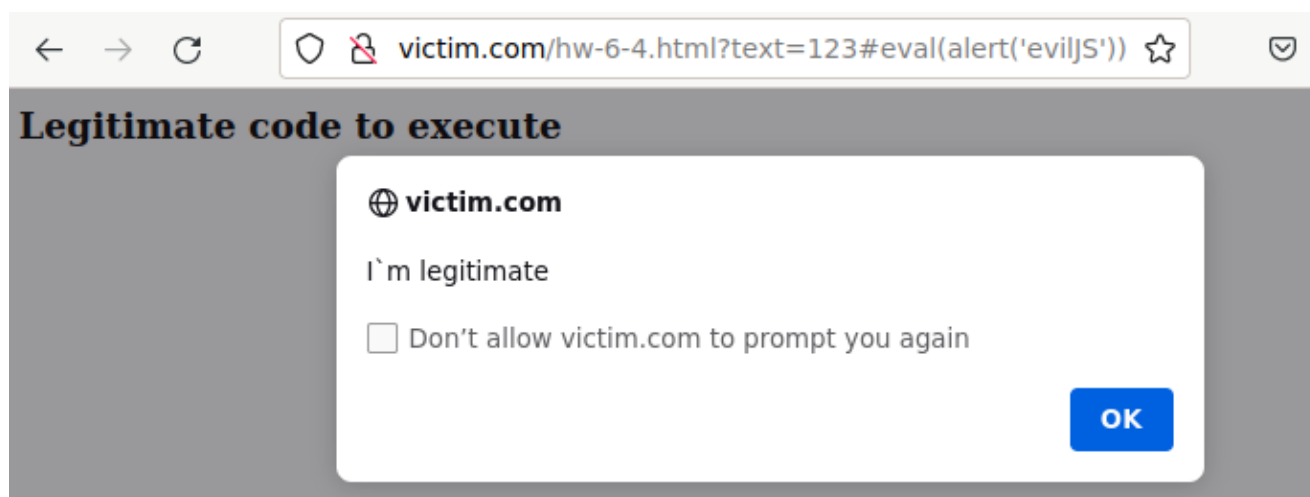 victim.com/hw-6-4.html?text=123#eval(alert('evilJS'))
Legitimate code to execute
victim.com
I`m legitimate
Don’t allow victim.com to prompt you again
OK